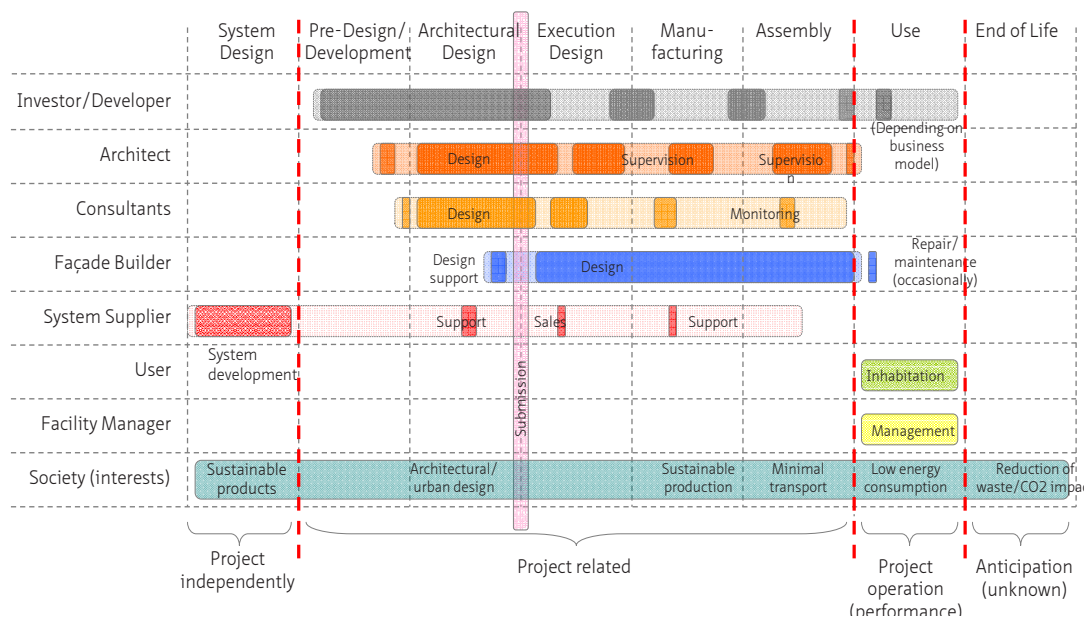 System
Design
Pre-Design/
Development
Architectural
Design
Execution
Design
Manu-
facturing
Assembly
Use
End of Life
Investor/Developer
(Depending on
business
model)
Architect
Design
Supervision
Supervisio
n
Consultants
Design
Monitoring
Façade Builder
Design
support
Design
Repair/
maintenance
(occasionally)
System Supplier
Support
Sales
Support
System
development
Submission
User
Inhabitation
Facility Manager
Management
Society (interests)
Sustainable
products
Architectural/
urban design
Sustainable
production
Minimal
transport
Low energy
consumption
Reduction of
waste/CO2 impac
Project
independently
Project related
Project
operation
(performance)
Anticipation
(unknown)